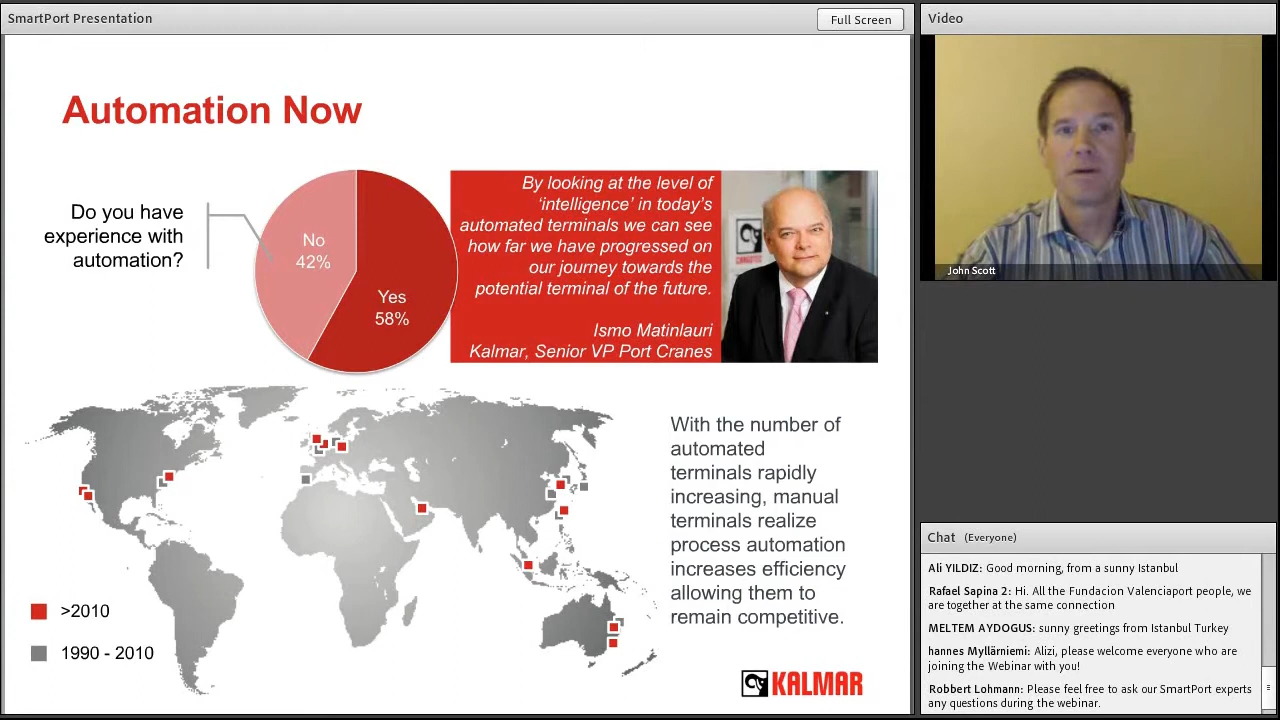 SmartPort Presentation
Full Screen
Automation Now
Do you have
experience with
automation?
No
42%
Yes
58%
By looking at the level of
‘intelligence’ in today’s
automated terminals we can see
how far we have progressed on
our journey towards the
potential terminal of the future.
Ismo Matinlauri
Kalmar, Senior VP Port Cranes
With the number of
automated
terminals rapidly
increasing, manual
terminals realize
process automation
increases efficiency
allowing them to
remain competitive.
>2010
1990 - 2010
KALMAR
Video
John Scott
Chat (Everyone)
Ali YILDIZ: Good morning, from a sunny Istanbul
Rafael Sapina 2: Hi. All the Fundacıon Valenciaport people, we
are together at the same connection
MELTEM AYDOGUS: sunny greetings from Istanbul Turkey
hannes Myllärniemi: Alizi, please welcome everyone who are
joining the Webinar with you!
Robbert Lohmann: Please feel free to ask our SmartPort experts
any questions during the webinar.